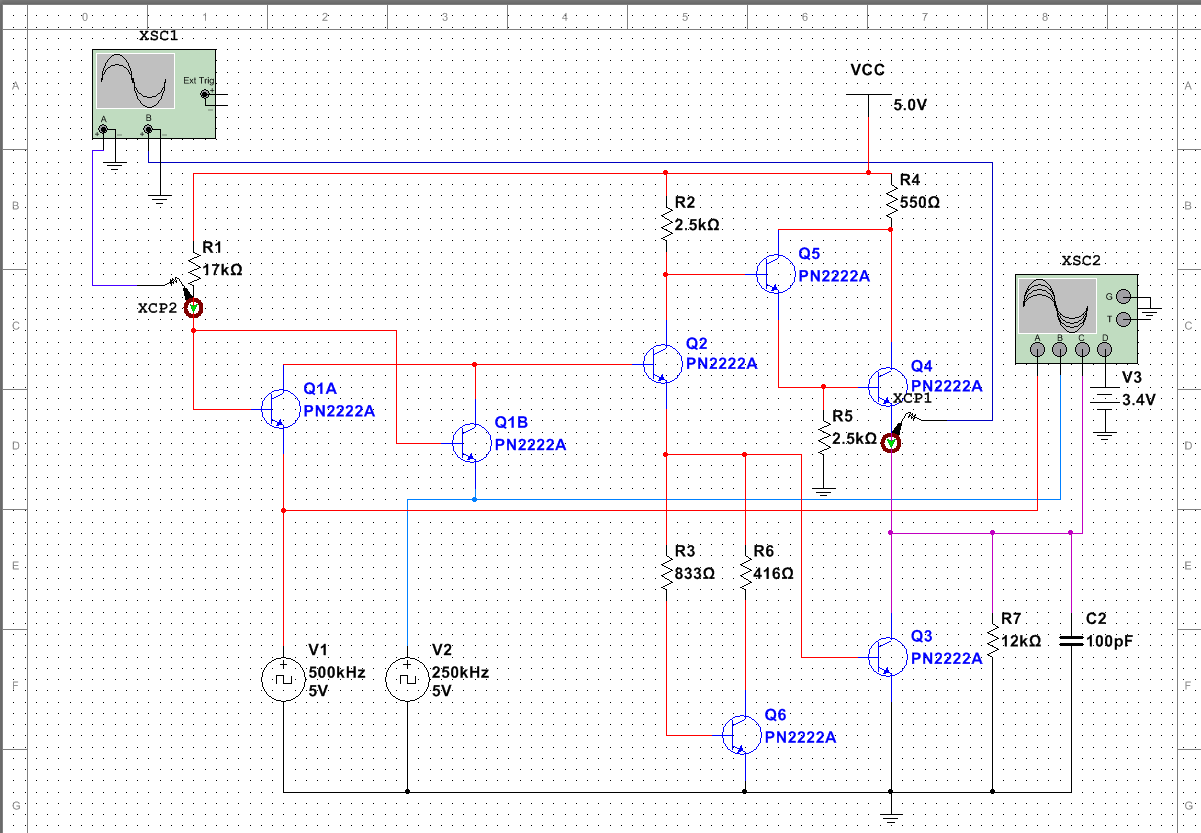 0 1 2 3 4 5 6 7 8
XSC1
Ext Trig
A B
VCC
5.0V
A A
R4
550Ω
R2
2.5kΩ
B B
R1
17kΩ
Q5
PN2222A
XSC2
G
T
A B C D
XCP2
C C
Q2
PN2222A
Q4
PN2222A
XCP1
V3
3.4V
Q1A
PN2222A
Q1B
PN2222A
R5
2.5kΩ
D D
R3
833Ω
R6
416Ω
E E
R7
12kΩ
C2
100pF
Q3
PN2222A
V1
500kHz
5V
V2
250kHz
5V
F F
Q6
PN2222A
G G